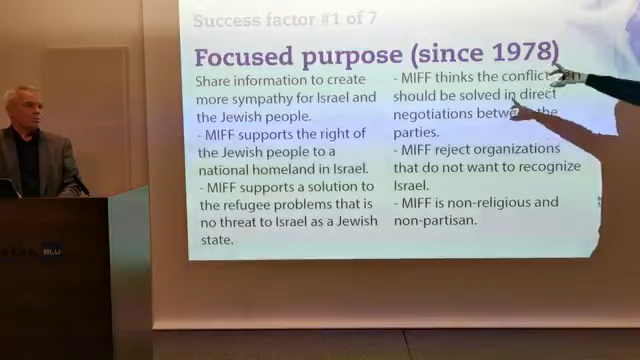 Success factor #1 of 7
Focused purpose (since 1978)
Share information to create
more sympathy for Israel and
the Jewish people.
- MIFF supports the right of
the Jewish people to a
national homeland in Israel.
- MIFF supports a solution to
the refugee problems that is
no threat to Israel as a Jewish
state.
- MIFF thinks the conflict
should be solved in direct
negotiations between the
parties.
- MIFF reject organizations
that do not want to recognize
Israel.
- MIFF is non-religious and
non-partisan.
BLU